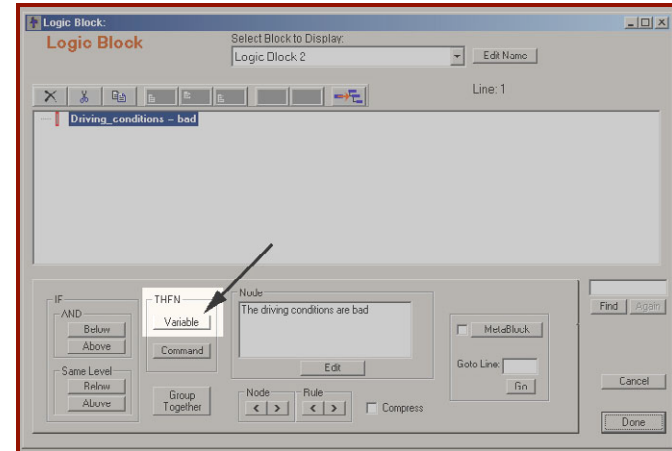 Logic Block:
Logic Block
Select Block to Display:
Logic Block 2
Edit Name
Line: 1
Driving_conditions = bad
IF
AND
Below
Above
Same Level
Below
Above
THEN
Variable
Command
Group
Together
Node
The driving conditions are bad
Edit
Node
< >
Rule
< >
Compress
MetaBlock
Goto Line:
Go
Find
Again
Cancel
Done